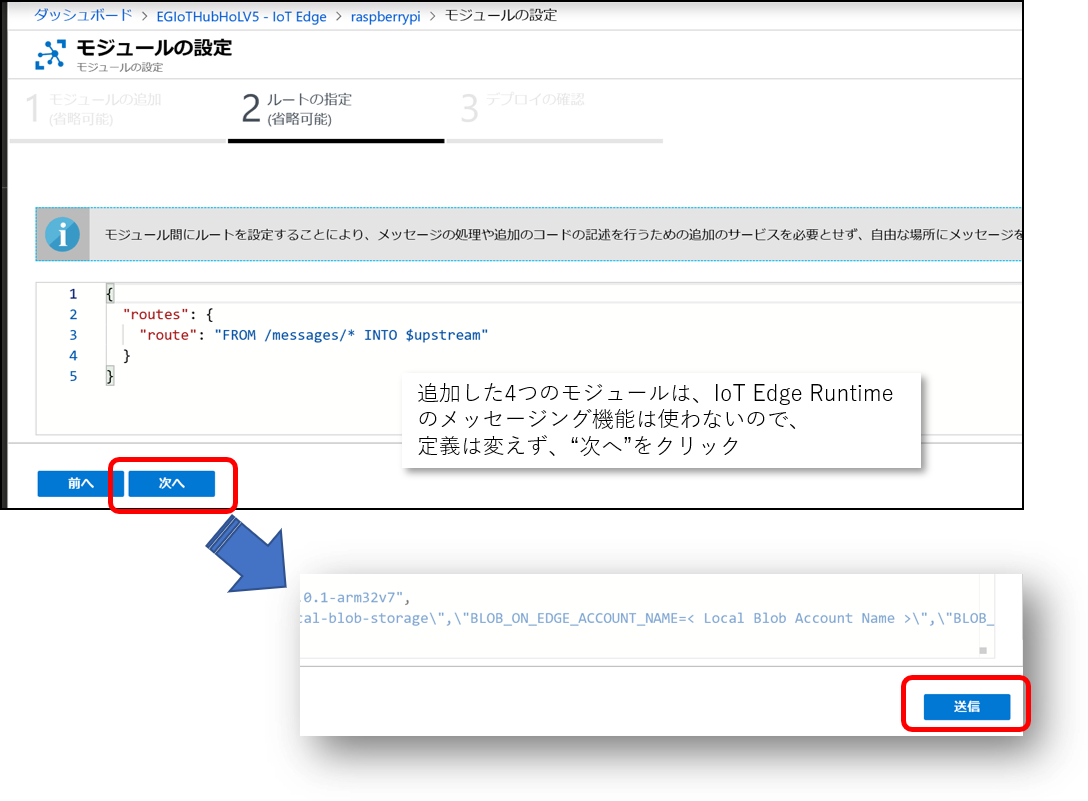 ダッシュボード > EGIoTHubHoLV5 - IoT Edge > raspberrypi > モジュールの設定
モジュールの設定
モジュールの設定
1 モジュールの追加
(省略可能)
2 ルートの指定
(省略可能)
3 デプロイの確認
モジュール間にルートを設定することにより、メッセージの処理や追加のコードの記述を行うための追加のサービスを必要とせず、自由な場所にメッセージを
1 {
2 "routes": {
3 "route": "FROM /messages/* INTO $upstream"
4 }
5 }
追加した4つのモジュールは、IoT Edge Runtime
のメッセージング機能は使わないので、
定義は変えず、“次へ”をクリック
前へ
次へ
.0.1-arm32v7",
cal-blob-storage\",\"BLOB_ON_EDGE_ACCOUNT_NAME=< Local Blob Account Name >\",\"BLOB_
送信